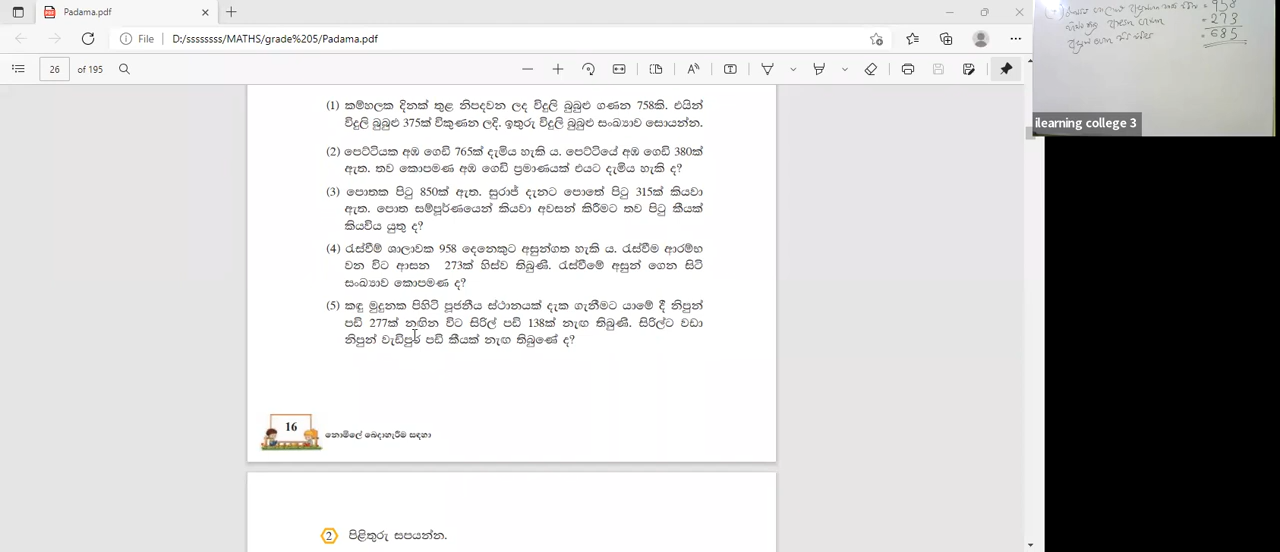 Padama.pdf
File D:/ssssssss/MATHS/grade%205/Padama.pdf
26 of 195
(1) කම්හලක දිනක් තුළ නිපදවන ලද විදුලි බුබුළු ගණන 758කි. එයින්
විදුලි බුබුළු 375ක් විකුණන ලදි. ඉතුරු විදුලි බුබුළු සංඛ්‍යාව සොයන්න.
(2) පෙට්ටියක අඹ ගෙඩි 765ක් දැමිය හැකි ය. පෙට්ටියේ අඹ ගෙඩි 380ක්
ඇත. තව කොපමණ අඹ ගෙඩි ප්‍රමාණයක් එයට දැමිය හැකි ද?
(3) පොතක පිටු 850ක් ඇත. සුරාජ් දැනට පොතේ පිටු 315ක් කියවා
ඇත. පොත සම්පූර්ණයෙන් කියවා අවසන් කිරීමට තව පිටු කීයක්
කියවිය යුතු ද?
(4) රැස්වීම් ශාලාවක 958 දෙනෙකුට අසුන්ගත හැකි ය. රැස්වීම ආරම්භ
වන විට ආසන 273ක් හිස්ව තිබුණි. රැස්වීමේ අසුන් ගෙන සිටි
සංඛ්‍යාව කොපමණ ද?
(5) කඳු මුදුනක පිහිටි පූජනීය ස්ථානයක් දැක ගැනීමට යාමේ දී නිපුන්
පඩි 277ක් නඟින විට සිරිල් පඩි 138ක් නැඟ තිබුණි. සිරිල්ට වඩා
නිපුන් වැඩිපුර පඩි කීයක් නැඟ තිබුණේ ද?
16
නොමිලේ බෙදාහැරීම සඳහා
2 පිළිතුරු සපයන්න.
= 958
273
= 685
ilearning college 3